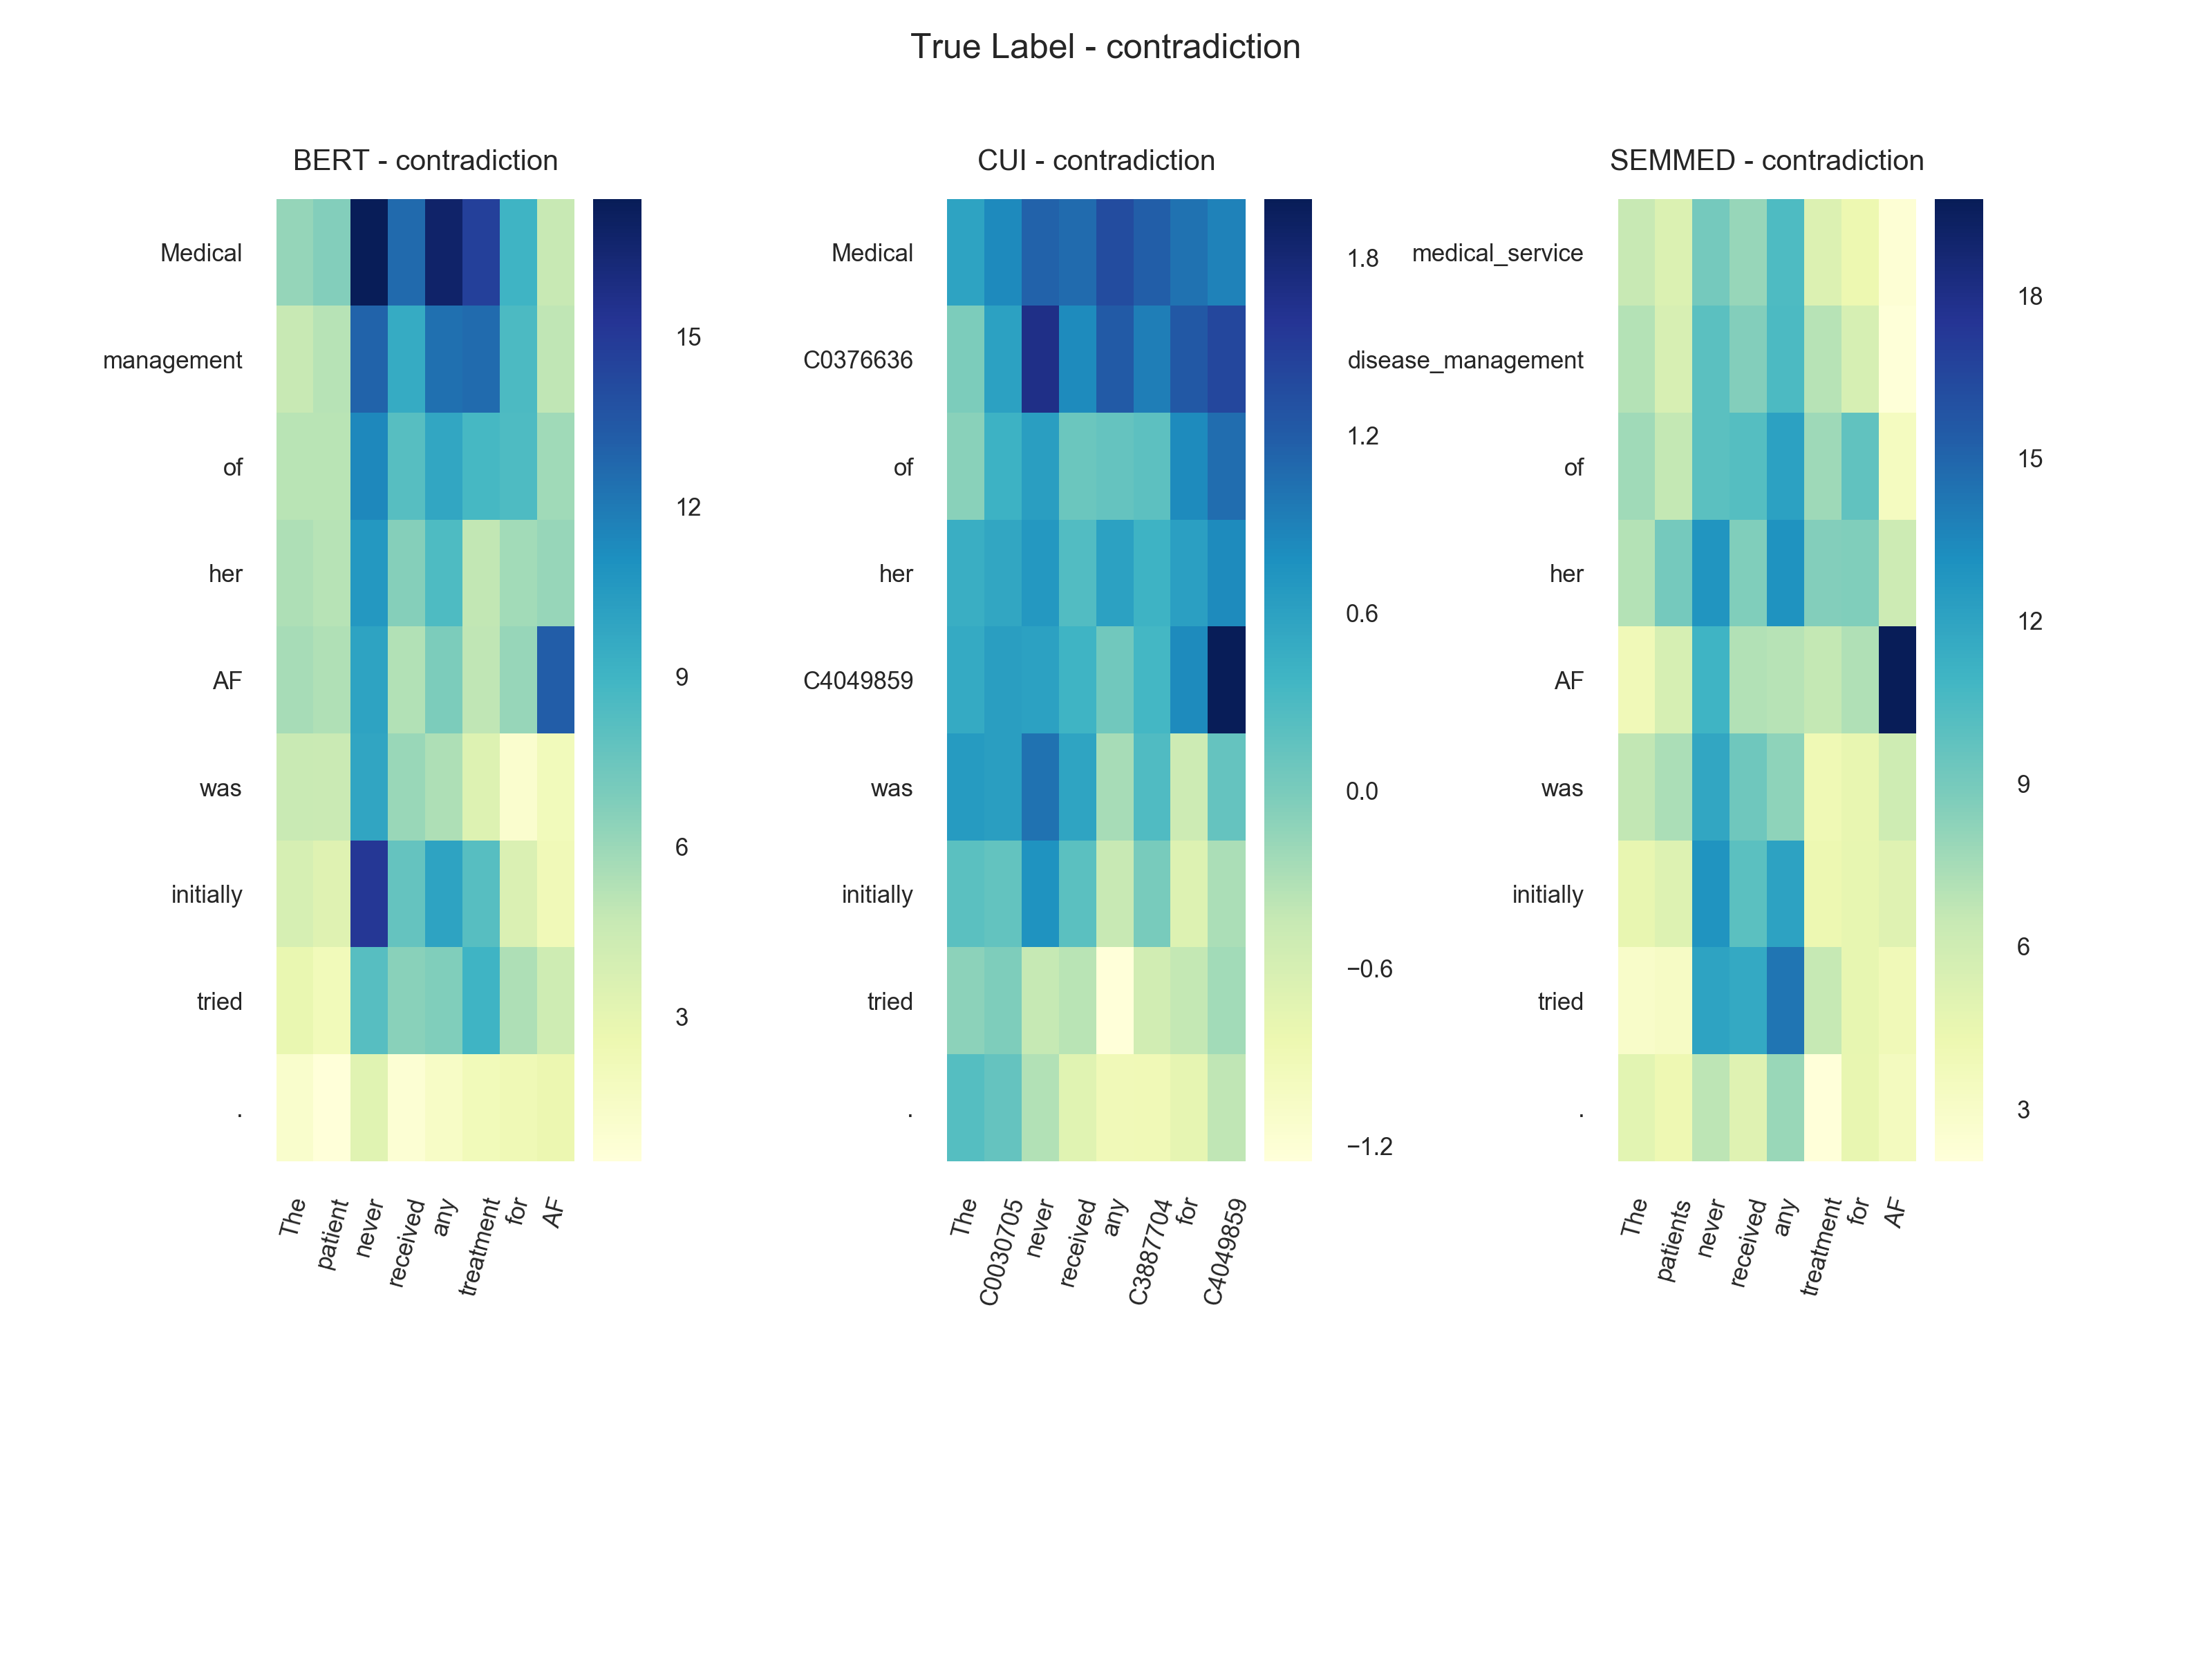 True Label - contradiction
BERT - contradiction
Medical
management
of
her
AF
was
initially
tried
.
The
patient
never
received
any
treatment
for
AF
15
12
9
6
3
CUI - contradiction
Medical
C0376636
of
her
C4049859
was
initially
tried
.
The
C0030705
never
received
any
C3887704
for
C4049859
1.8
1.2
0.6
0.0
−0.6
−1.2
SEMMED - contradiction
medical_service
disease_management
of
her
AF
was
initially
tried
.
The
patients
never
received
any
treatment
for
AF
18
15
12
9
6
3